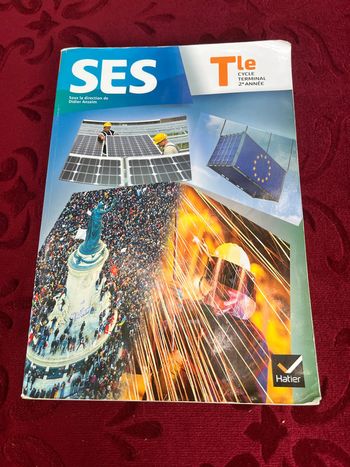 SES
Sous la direction de
Didier Anselm
Tle
CYCLE
TERMINAL
2e ANNÉE
Hatier